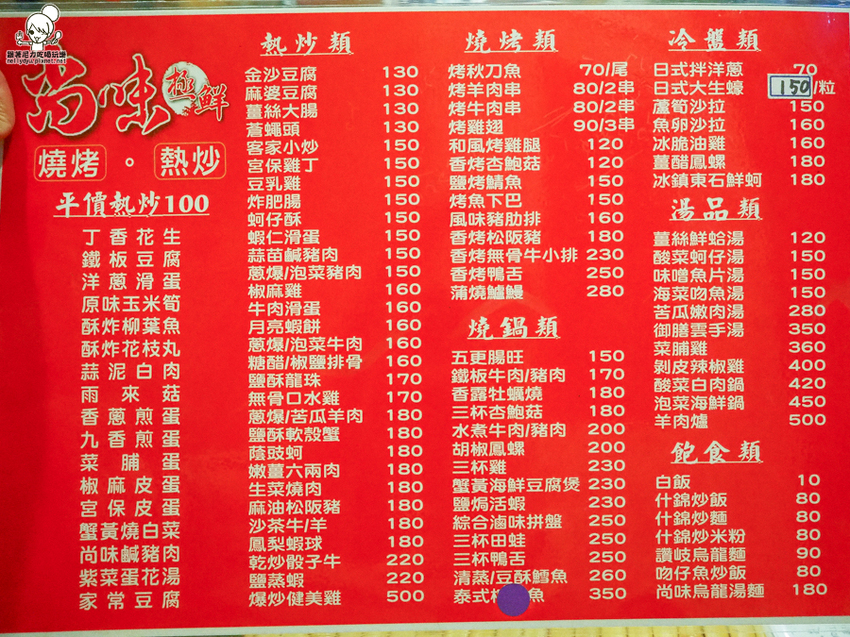 跟著尼力吃喝玩樂
nellydyu.pixnet.net
尚味
極鮮
燒烤 · 熱炒
平價熱炒100
丁香花生
鐵板豆腐
洋蔥滑蛋
原味玉米筍
酥炸柳葉魚
酥炸花枝丸
蒜泥白肉
雨來菇
香蔥煎蛋
九香煎蛋
菜脯蛋
椒麻皮蛋
宮保皮蛋
蟹黃燒白菜
尚味鹹豬肉
紫菜蛋花湯
家常豆腐
熱炒類
金沙豆腐 130
麻婆豆腐 130
薑絲大腸 130
蒼蠅頭 130
客家小炒 150
宮保雞丁 150
豆乳雞 150
炸肥腸 150
蚵仔酥 150
蝦仁滑蛋 150
蒜苗鹹豬肉 150
蔥爆/泡菜豬肉 150
椒麻雞 160
牛肉滑蛋 160
月亮蝦餅 160
蔥爆/泡菜牛肉 160
糖醋/椒鹽排骨 160
鹽酥龍珠 170
無骨口水雞 170
蔥爆/苦瓜羊肉 180
鹽酥軟殼蟹 180
蔭豉蚵 180
嫩薑六兩肉 180
生菜燒肉 180
麻油松阪豬 180
沙茶牛/羊 180
鳳梨蝦球 180
乾炒骰子牛 220
鹽蒸蝦 220
爆炒健美雞 500
燒烤類
烤秋刀魚 70/尾
烤羊肉串 80/2串
烤牛肉串 80/2串
烤雞翅 90/3串
和風烤雞腿 120
香烤杏鮑菇 120
鹽烤鯖魚 150
烤魚下巴 150
風味豬肋排 160
香烤松阪豬 180
香烤無骨牛小排 230
香烤鴨舌 250
蒲燒鱸鰻 280
燒鍋類
五更腸旺 150
鐵板牛肉/豬肉 170
香露牡蠣燒 180
三杯杏鮑菇 180
水煮牛肉/豬肉 200
胡椒鳳螺 200
三杯雞 230
蟹黃海鮮豆腐煲 230
鹽焗活蝦 230
綜合滷味拼盤 250
三杯田蛙 250
三杯鴨舌 250
清蒸/豆酥鱈魚 260
泰式 魚 350
冷盤類
日式拌洋蔥 70
日式大生蠔 150/粒
蘆筍沙拉 150
魚卵沙拉 160
冰脆油雞 160
薑醋鳳螺 180
冰鎮東石鮮蚵 180
湯品類
薑絲鮮蛤湯 120
酸菜蚵仔湯 150
味噌魚片湯 150
海菜吻魚湯 150
苦瓜嫩肉湯 280
御膳雲手湯 350
菜脯雞 360
剝皮辣椒雞 400
酸菜白肉鍋 420
泡菜海鮮鍋 450
羊肉爐 500
飽食類
白飯 10
什錦炒飯 80
什錦炒麵 80
什錦炒米粉 80
讚岐烏龍麵 90
吻仔魚炒飯 80
尚味烏龍湯麵 180